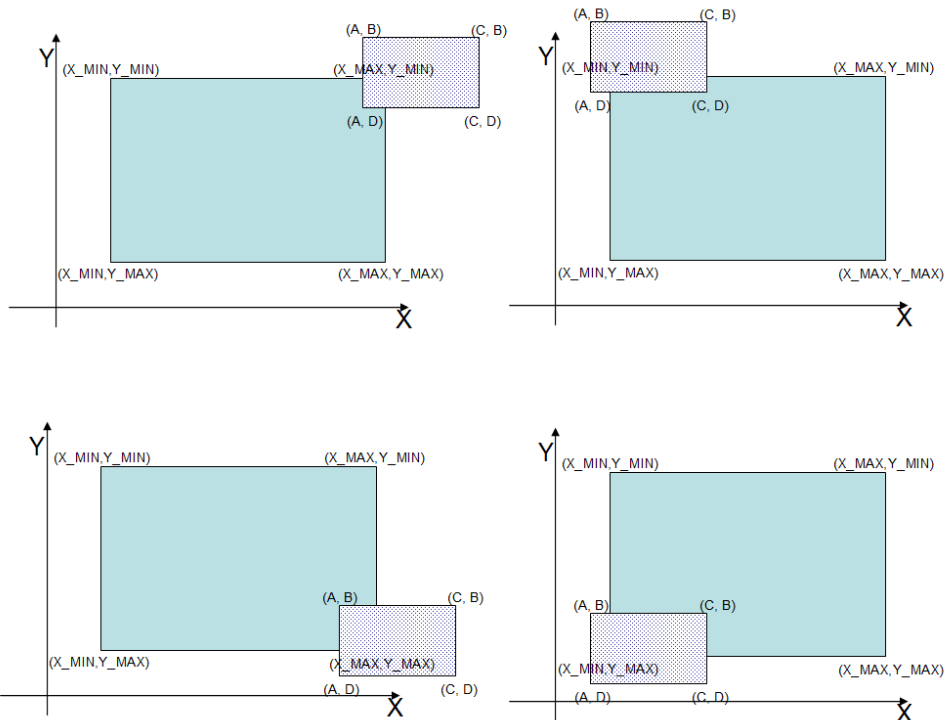 (A, B) (C, B)
Y
(X_MIN,Y_MIN) (X_MAX,Y_MIN)
(A, D) (C, D)
(X_MIN,Y_MAX) (X_MAX,Y_MAX)
X
(A, B) (C, B)
Y
(X_MIN,Y_MIN) (X_MAX,Y_MIN)
(A, D) (C, D)
(X_MIN,Y_MAX) (X_MAX,Y_MAX)
X
Y
(X_MIN,Y_MIN) (X_MAX,Y_MIN)
(A, B) (C, B)
(X_MIN,Y_MAX) (X_MAX,Y_MAX)
(A, D) (C, D)
X
Y
(X_MIN,Y_MIN) (X_MAX,Y_MIN)
(A, B) (C, B)
(X_MIN,Y_MAX) (X_MAX,Y_MAX)
(A, D) (C, D)
X